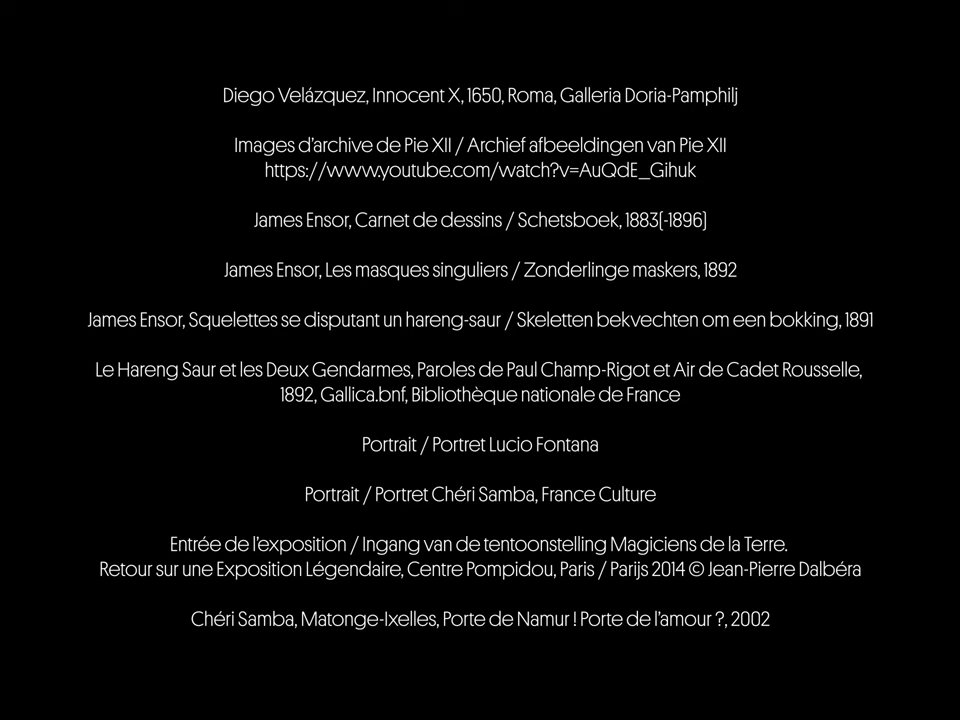 Diego Velázquez, Innocent X, 1650, Roma, Galleria Doria-Pamphilj
Images d'archive de Pie XII / Archief afbeeldingen van Pie XII
https://www.youtube.com/watch?v=AuQdE_Gihuk
James Ensor, Carnet de dessins / Schetsboek, 1883(-1896)
James Ensor, Les masques singuliers / Zonderlinge maskers, 1892
James Ensor, Squelettes se disputant un hareng-saur / Skeletten bekvechten om een bokking, 1891
Le Hareng Saur et les Deux Gendarmes, Paroles de Paul Champ-Rigot et Air de Cadet Rousselle,
1892, Gallica.bnf, Bibliothèque nationale de France
Portrait / Portret Lucio Fontana
Portrait / Portret Chéri Samba, France Culture
Entrée de l'exposition / Ingang van de tentoonstelling Magiciens de la Terre.
Retour sur une Exposition Légendaire, Centre Pompidou, Paris / Parijs 2014 © Jean-Pierre Dalbéra
Chéri Samba, Matonge-Ixelles, Porte de Namur ! Porte de l'amour ?, 2002